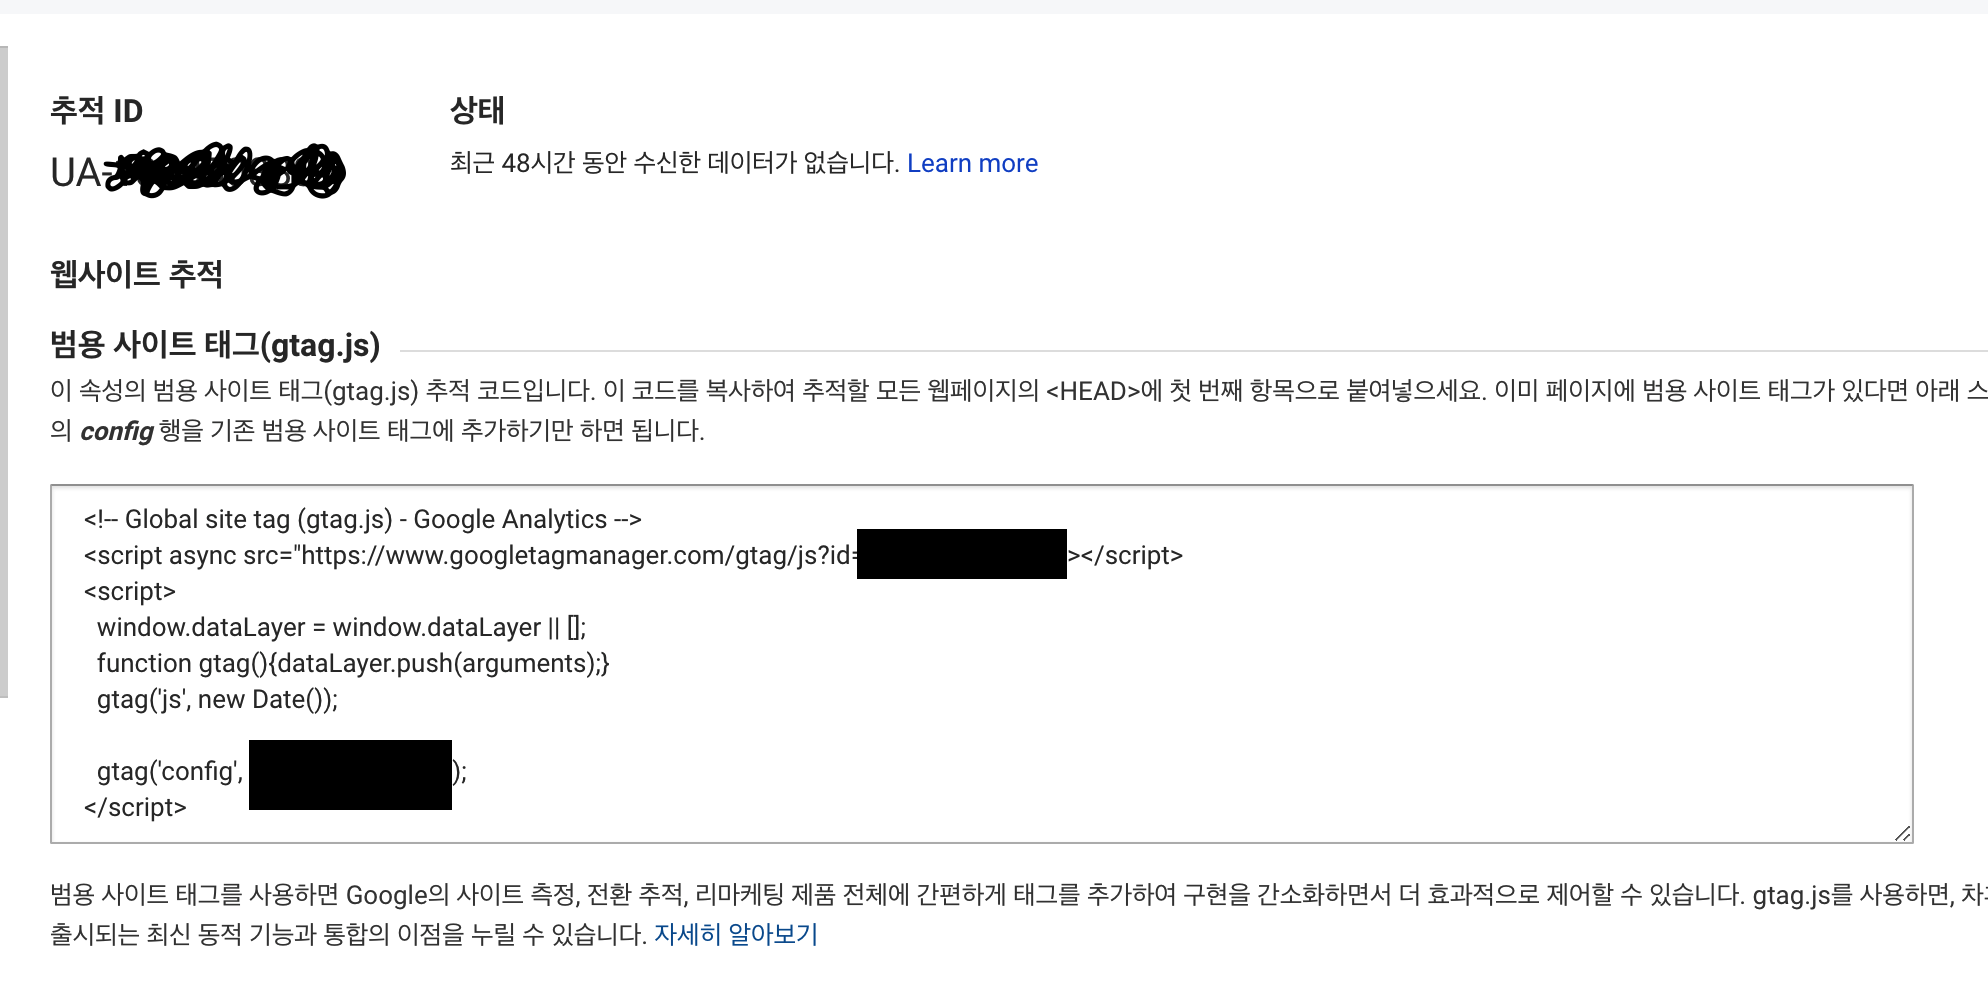 추적 ID
상태
UA-
최근 48시간 동안 수신한 데이터가 없습니다. Learn more
웹사이트 추적
범용 사이트 태그(gtag.js)
이 속성의 범용 사이트 태그(gtag.js) 추적 코드입니다. 이 코드를 복사하여 추적할 모든 웹페이지의 <HEAD>에 첫 번째 항목으로 붙여넣으세요. 이미 페이지에 범용 사이트 태그가 있다면 아래 스
의 config 행을 기존 범용 사이트 태그에 추가하기만 하면 됩니다.
<!-- Global site tag (gtag.js) - Google Analytics -->
<script async src="https://www.googletagmanager.com/gtag/js?id= ></script>
<script>
window.dataLayer = window.dataLayer || [];
function gtag(){dataLayer.push(arguments);}
gtag('js', new Date());
gtag('config', );
</script>
범용 사이트 태그를 사용하면 Google의 사이트 측정, 전환 추적, 리마케팅 제품 전체에 간편하게 태그를 추가하여 구현을 간소화하면서 더 효과적으로 제어할 수 있습니다. gtag.js를 사용하면,
출시되는 최신 동적 기능과 통합의 이점을 누릴 수 있습니다. 자세히 알아보기